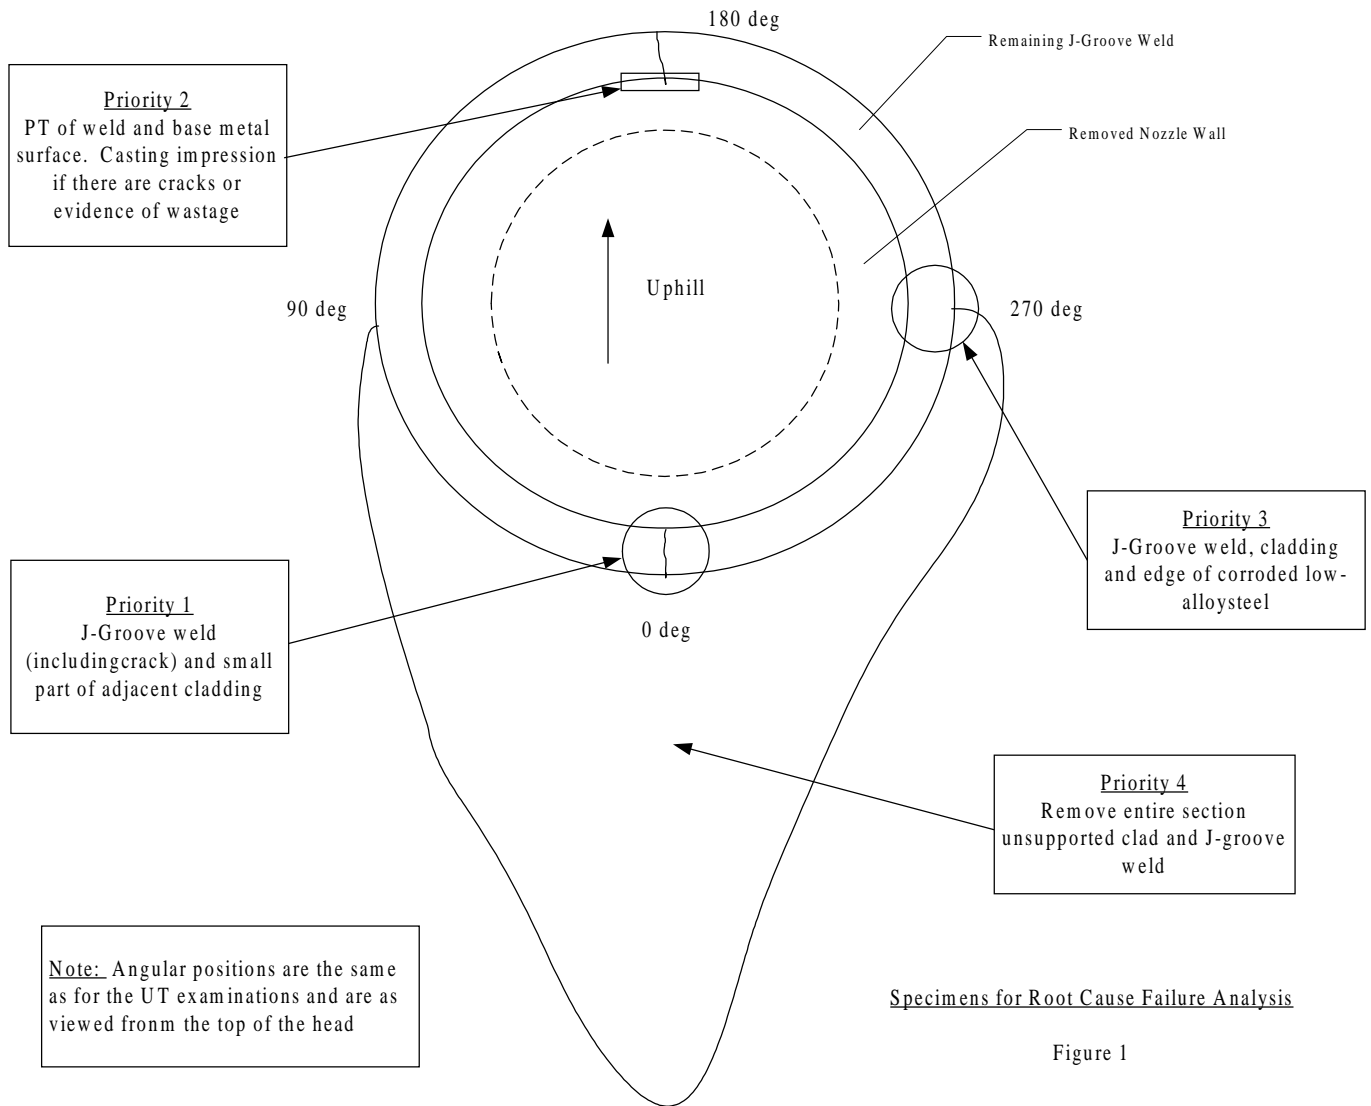 180 deg
Remaining J-Groove Weld
Priority 2
PT of weld and base metal
surface. Casting impression
if there are cracks or
evidence of wastage
Removed Nozzle Wall
Uphill
90 deg
270 deg
Priority 3
J-Groove weld, cladding
and edge of corroded low-
alloysteel
Priority 1
J-Groove weld
(includingcrack) and small
part of adjacent cladding
0 deg
Priority 4
Remove entire section
unsupported clad and J-groove
weld
Note: Angular positions are the same
as for the UT examinations and are as
viewed fronm the top of the head
Specimens for Root Cause Failure Analysis
Figure 1